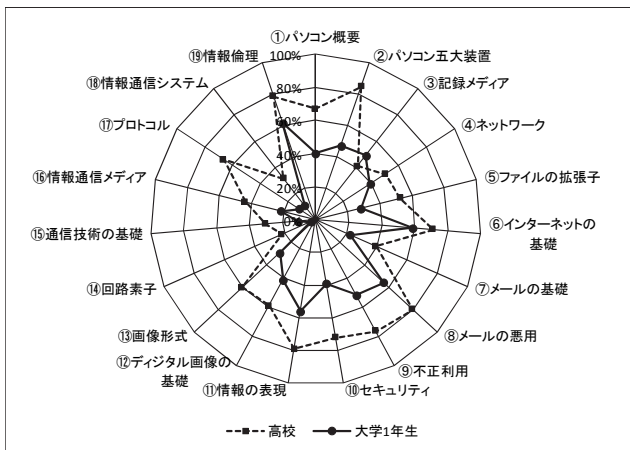 ①パソコン概要
②パソコン五大装置
③記録メディア
④ネットワーク
⑤ファイルの拡張子
⑥インターネットの
基礎
⑦メールの基礎
⑧メールの悪用
⑨不正利用
⑩セキュリティ
⑪情報の表現
⑫ディジタル画像の
基礎
⑬画像形式
⑭回路素子
⑮通信技術の基礎
⑯情報通信メディア
⑰プロトコル
⑱情報通信システム
⑲情報倫理
100%
80%
60%
40%
20%
0%
高校
大学1年生